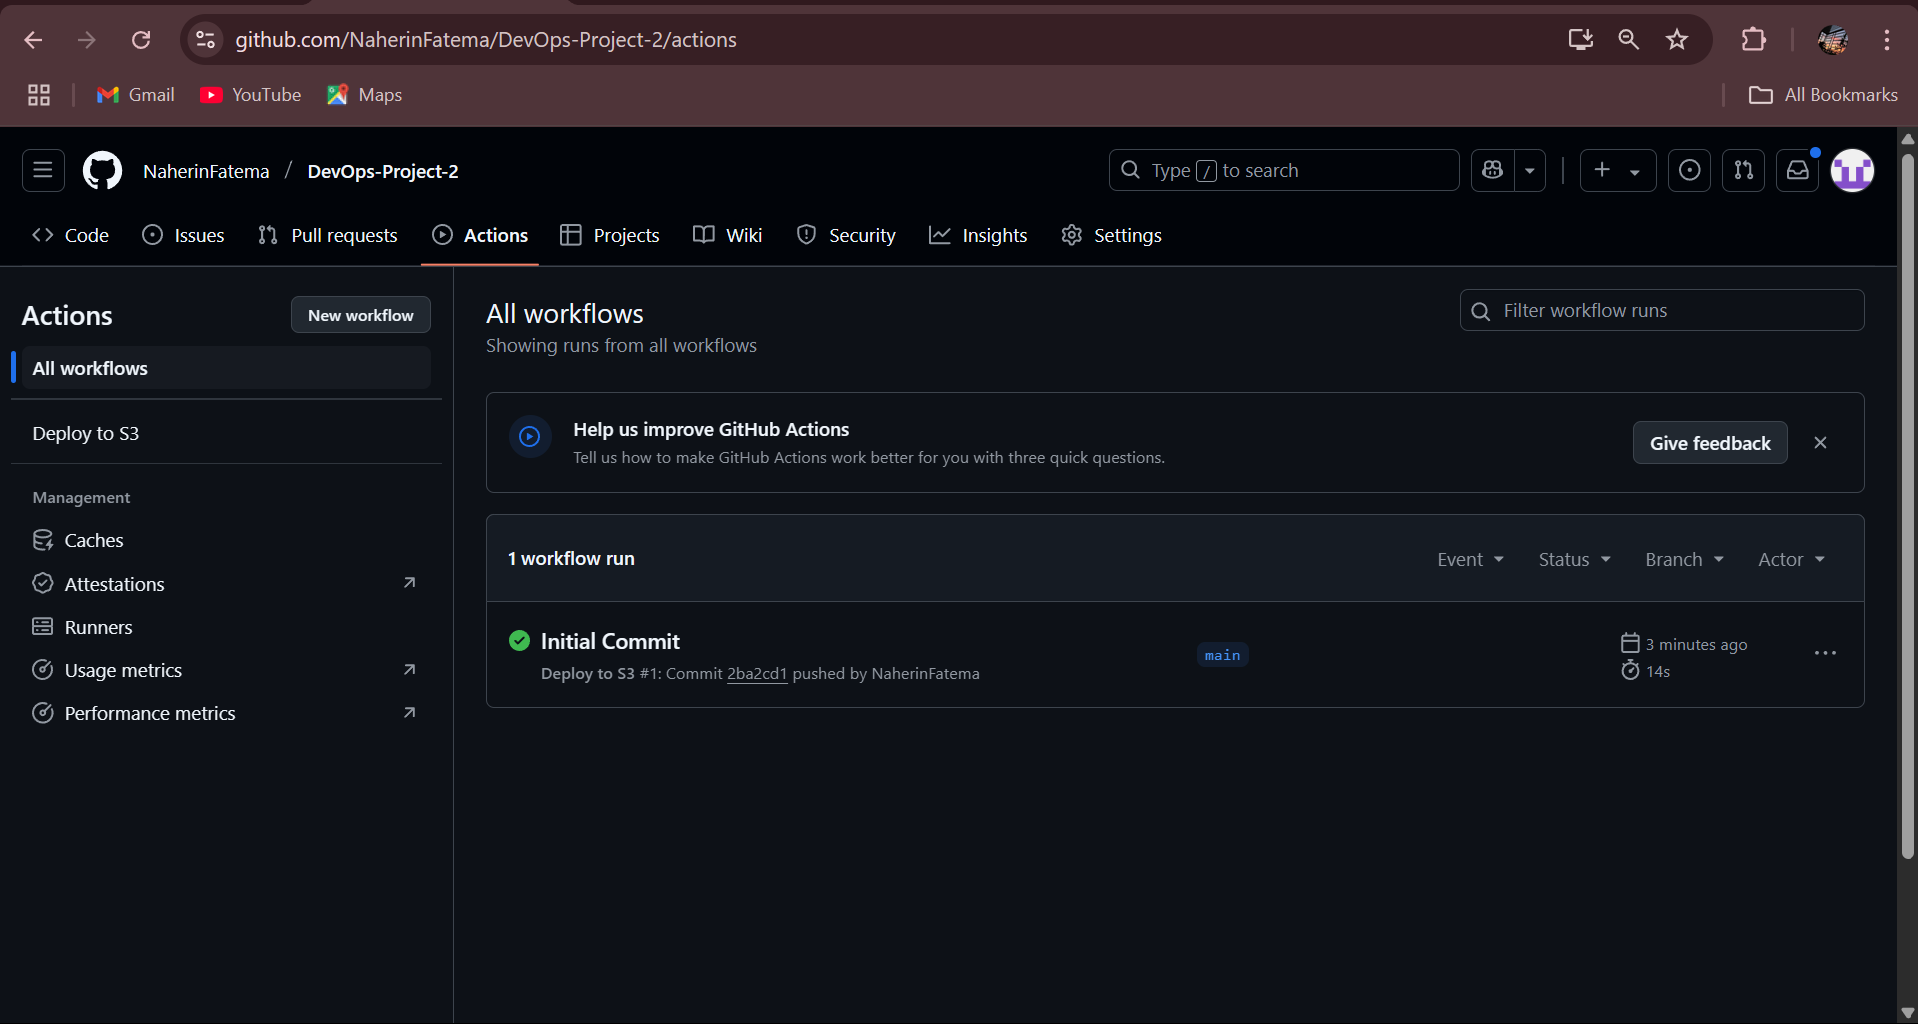 github.com/NaherinFatema/DevOps-Project-2/actions
Gmail YouTube Maps All Bookmarks
NaherinFatema / DevOps-Project-2 Type / to search
Code Issues Pull requests Actions Projects Wiki Security Insights Settings
Actions New workflow
All workflows
Deploy to S3
Management
Caches
Attestations
Runners
Usage metrics
Performance metrics
All workflows
Showing runs from all workflows
Filter workflow runs
Help us improve GitHub Actions
Tell us how to make GitHub Actions work better for you with three quick questions.
Give feedback
1 workflow run Event Status Branch Actor
Initial Commit
Deploy to S3 #1: Commit 2ba2cd1 pushed by NaherinFatema
main
3 minutes ago
14s